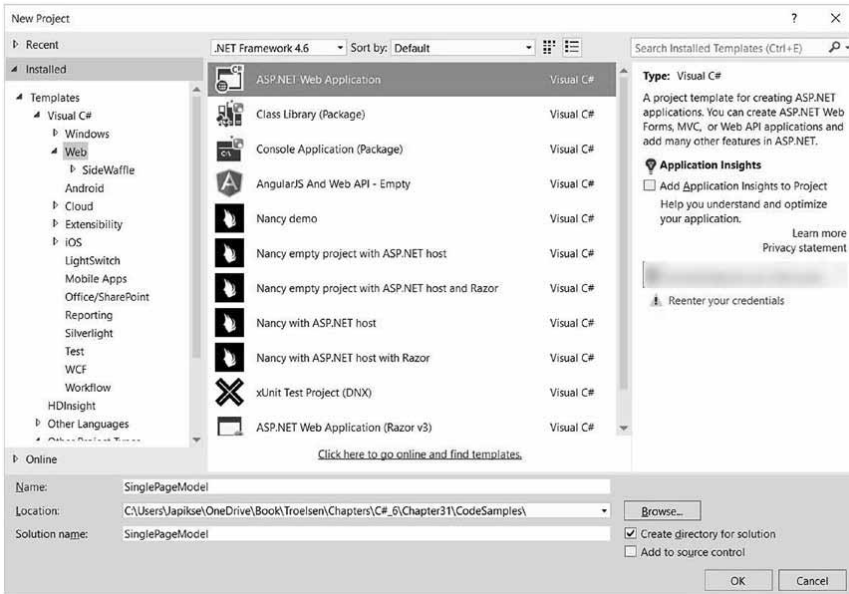 New Project
? ×
Recent
.NET Framework 4.6
Sort by: Default
Search Installed Templates (Ctrl+E)
Installed
Templates
Visual C#
Windows
Web
SideWaffle
Android
Cloud
Extensibility
iOS
LightSwitch
Mobile Apps
Office/SharePoint
Reporting
Silverlight
Test
WCF
Workflow
HDInsight
Other Languages
Other Project Types
Online
ASP.NET Web Application Visual C#
Class Library (Package) Visual C#
Console Application (Package) Visual C#
AngularJS And Web API - Empty Visual C#
Nancy demo Visual C#
Nancy empty project with ASP.NET host Visual C#
Nancy empty project with ASP.NET host and Razor Visual C#
Nancy with ASP.NET host Visual C#
Nancy with ASP.NET host with Razor Visual C#
xUnit Test Project (DNX) Visual C#
ASP.NET Web Application (Razor v3) Visual C#
Click here to go online and find templates.
Type: Visual C#
A project template for creating ASP.NET
applications. You can create ASP.NET Web
Forms, MVC, or Web API applications and
add many other features in ASP.NET.
Application Insights
Add Application Insights to Project
Help you understand and optimize
your application.
Learn more
Privacy statement
Reenter your credentials
Name: SinglePageModel
Location: C:\Users\Japikse\OneDrive\Book\Troelsen\Chapters\C#_6\Chapter31\CodeSamples\
Browse...
Solution name: SinglePageModel
Create directory for solution
Add to source control
OK Cancel